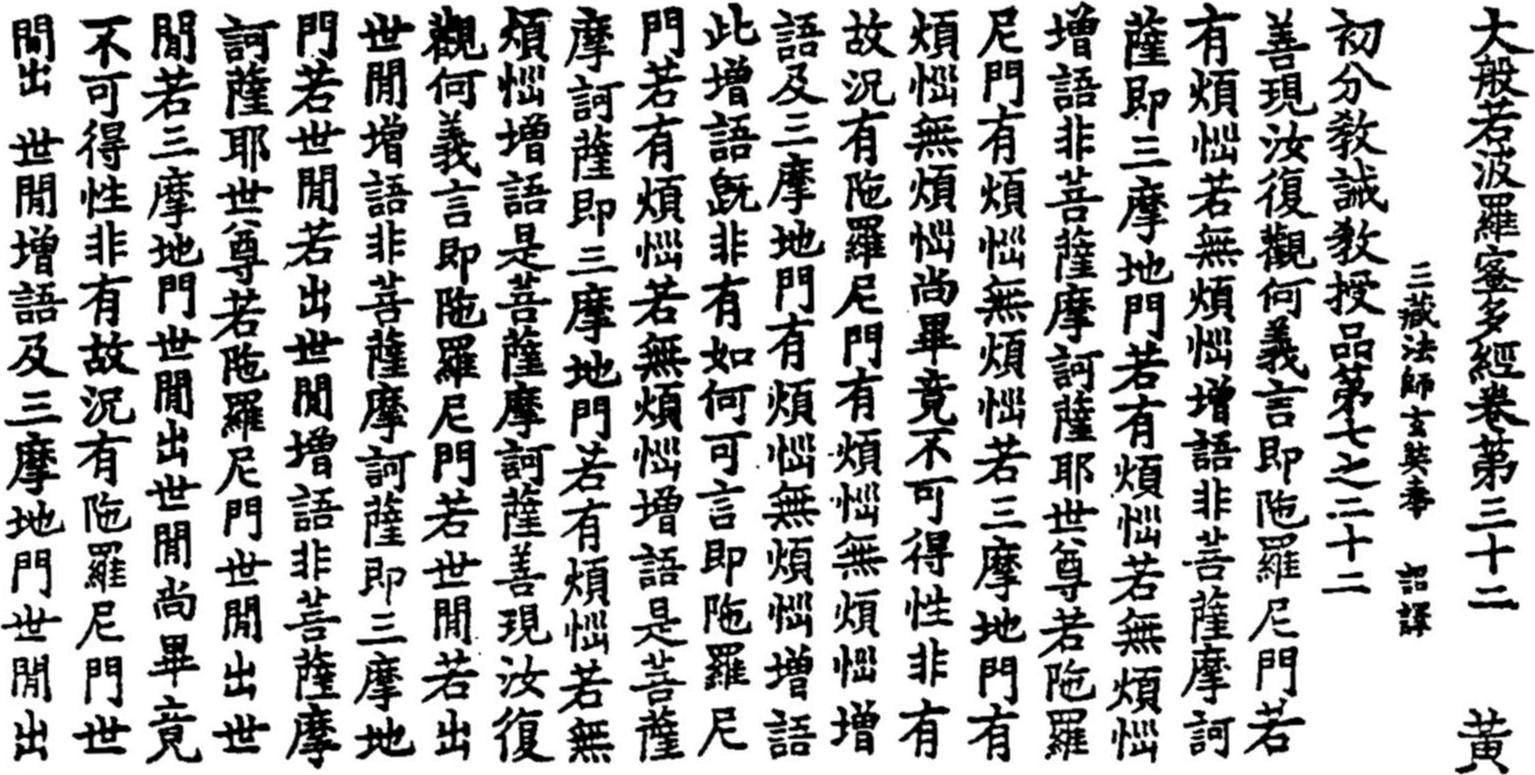 大般若波羅蜜多經卷第三十二　黃
三藏法師玄奘奉　詔譯
初分教誡教授品第七之二十二
善現汝復觀何義言即陁羅尼門若
有煩惱若無煩惱增語非菩薩摩訶
薩即三摩地門若有煩惱若無煩惱
增語非菩薩摩訶薩耶世尊若陁羅
尼門有煩惱無煩惱若三摩地門有
煩惱無煩惱尚畢竟不可得性非有
故況有陁羅尼門有煩惱無煩惱增
語及三摩地門有煩惱無煩惱增語
此增語既非有如何可言即陁羅尼
門若有煩惱若無煩惱增語是菩薩
摩訶薩即三摩地門若有煩惱若無
煩惱增語是菩薩摩訶薩善現汝復
觀何義言即陁羅尼門若世間若出
世間增語非菩薩摩訶薩即三摩地
門若世間若出世間增語非菩薩摩
訶薩耶世尊若陁羅尼門世間出世
間若三摩地門世間出世間尚畢竟
不可得性非有故況有陁羅尼門世
間出世間增語及三摩地門世間出